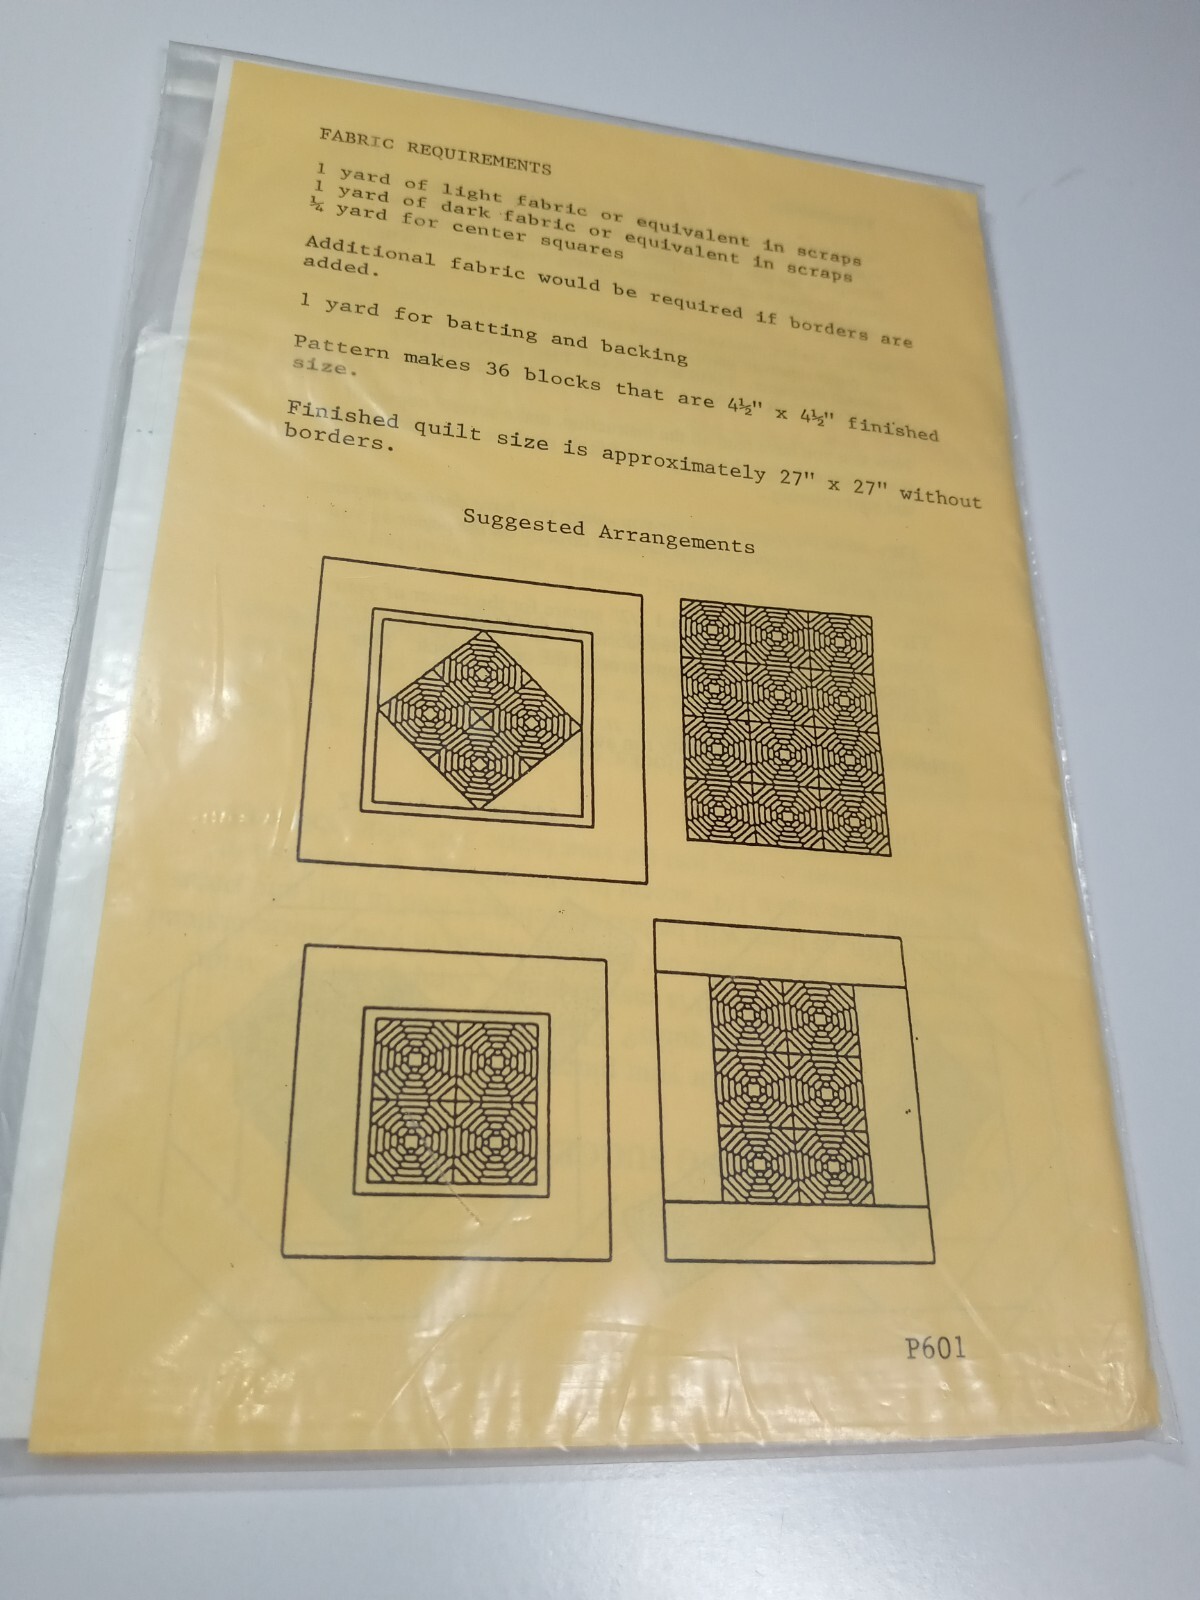 FABRIC REQUIREMENTS
1 yard of light fabric or equivalent in scraps
1 yard of dark fabric or equivalent in scraps
¼ yard for center squares
Additional fabric would be required if borders are
added.
1 yard for batting and backing
Pattern makes 36 blocks that are 4½" x 4½" finished
size.
Finished quilt size is approximately 27" x 27" without
borders.
Suggested Arrangements
P601